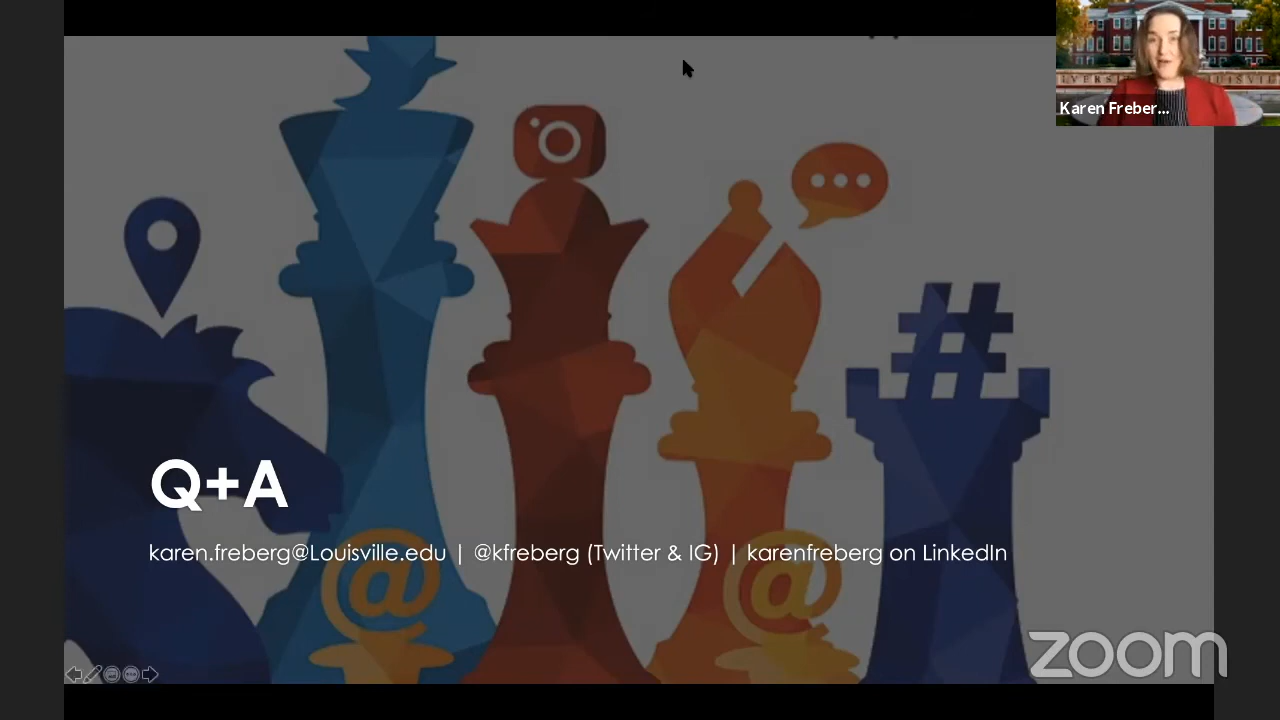 Karen Freber...
#
Q+A
karen.freberg@Louisville.edu | @kfreberg (Twitter & IG) | karenfreberg on LinkedIn
@ @
zoom